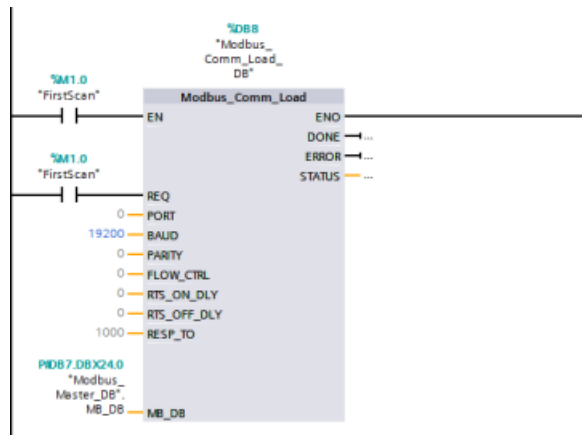 %DB8
"Modbus_
Comm_Load_
DB"
%M1.0
"FirstScan"
Modbus_Comm_Load
EN
ENO
DONE ...
ERROR ...
STATUS ...
%M1.0
"FirstScan"
REQ
0 PORT
19200 BAUD
0 PARITY
0 FLOW_CTRL
0 RTS_ON_DLY
0 RTS_OFF_DLY
1000 RESP_TO
P#DB7.DBX24.0
"Modbus_
Master_DB".
MB_DB
MB_DB